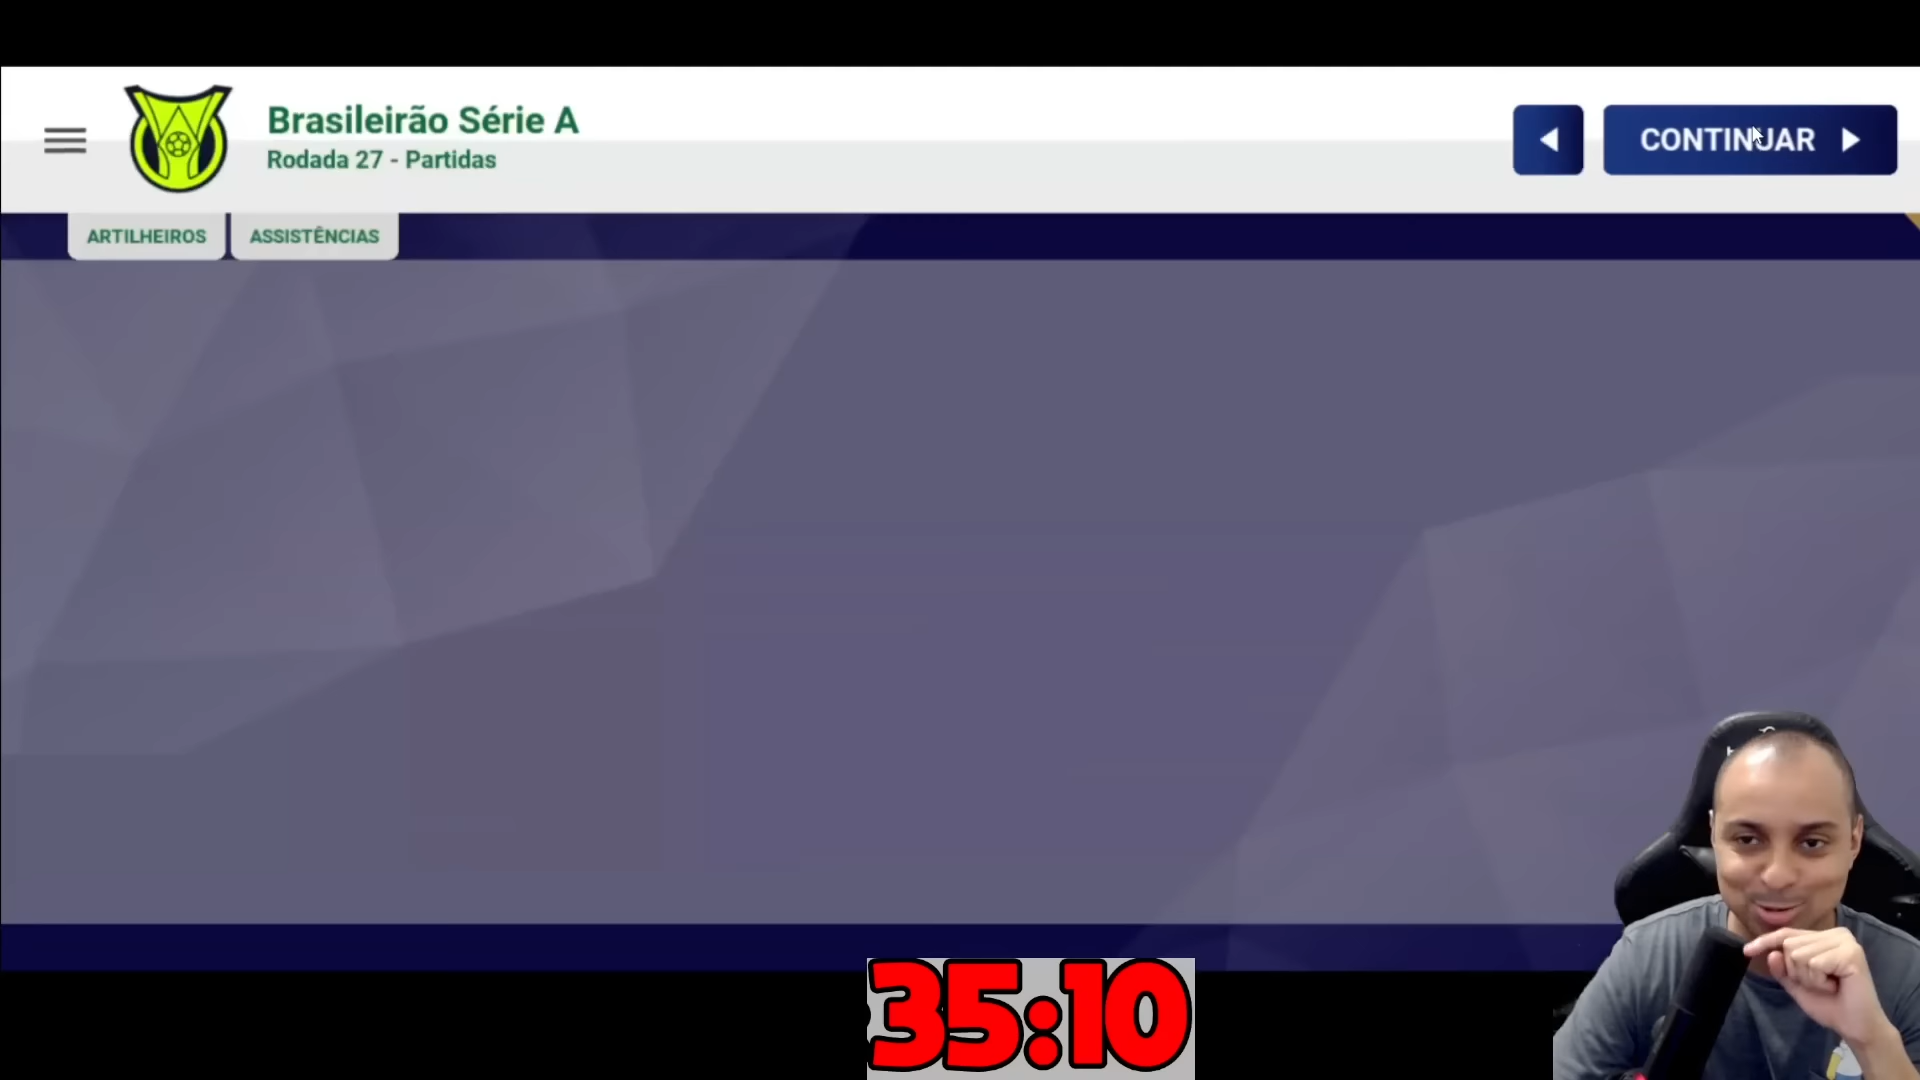 Brasileirão Série A
Rodada 27 - Partidas
CONTINUAR
ARTILHEIROS
ASSISTÊNCIAS
35:10